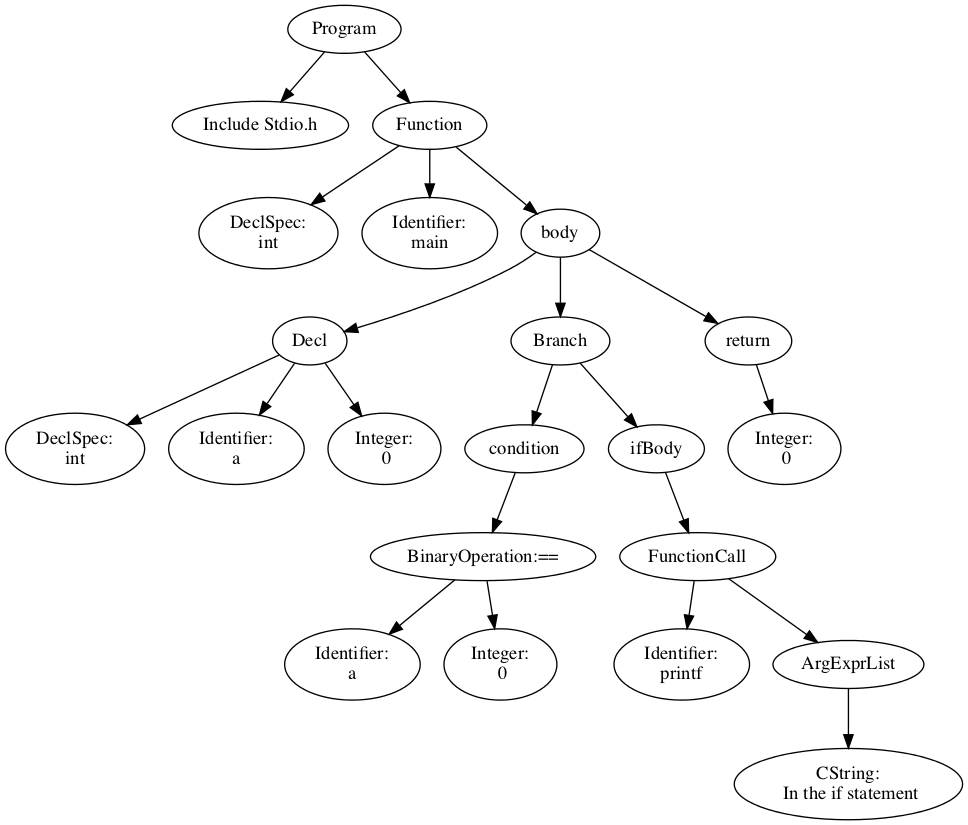 Program
Include Stdio.h
Function
DeclSpec:
int
Identifier:
main
body
Decl
Branch
return
DeclSpec:
int
Identifier:
a
Integer:
0
condition
ifBody
Integer:
0
BinaryOperation:==
FunctionCall
Identifier:
a
Integer:
0
Identifier:
printf
ArgExprList
CString:
In the if statement